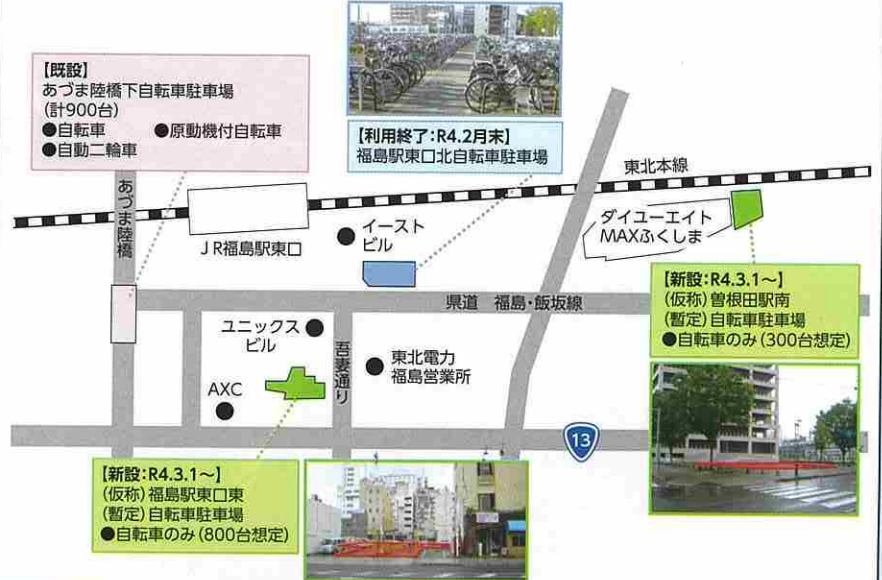 【既設】
あづま陸橋下自転車駐車場
(計900台)
●自転車 ●原動機付自転車
●自動二輪車
【利用終了:R4.2月末】
福島駅東口北自転車駐車場
東北本線
あづま陸橋
JR福島駅東口
●イースト
ビル
ダイユーエイト
MAXふくしま
【新設:R4.3.1~】
(仮称)曽根田駅南
(暫定)自転車駐車場
●自転車のみ(300台想定)
県道 福島・飯坂線
ユニックス
ビル
吾妻通り
●東北電力
福島営業所
AXC
13
【新設:R4.3.1~】
(仮称)福島駅東口東
(暫定)自転車駐車場
●自転車のみ(800台想定)